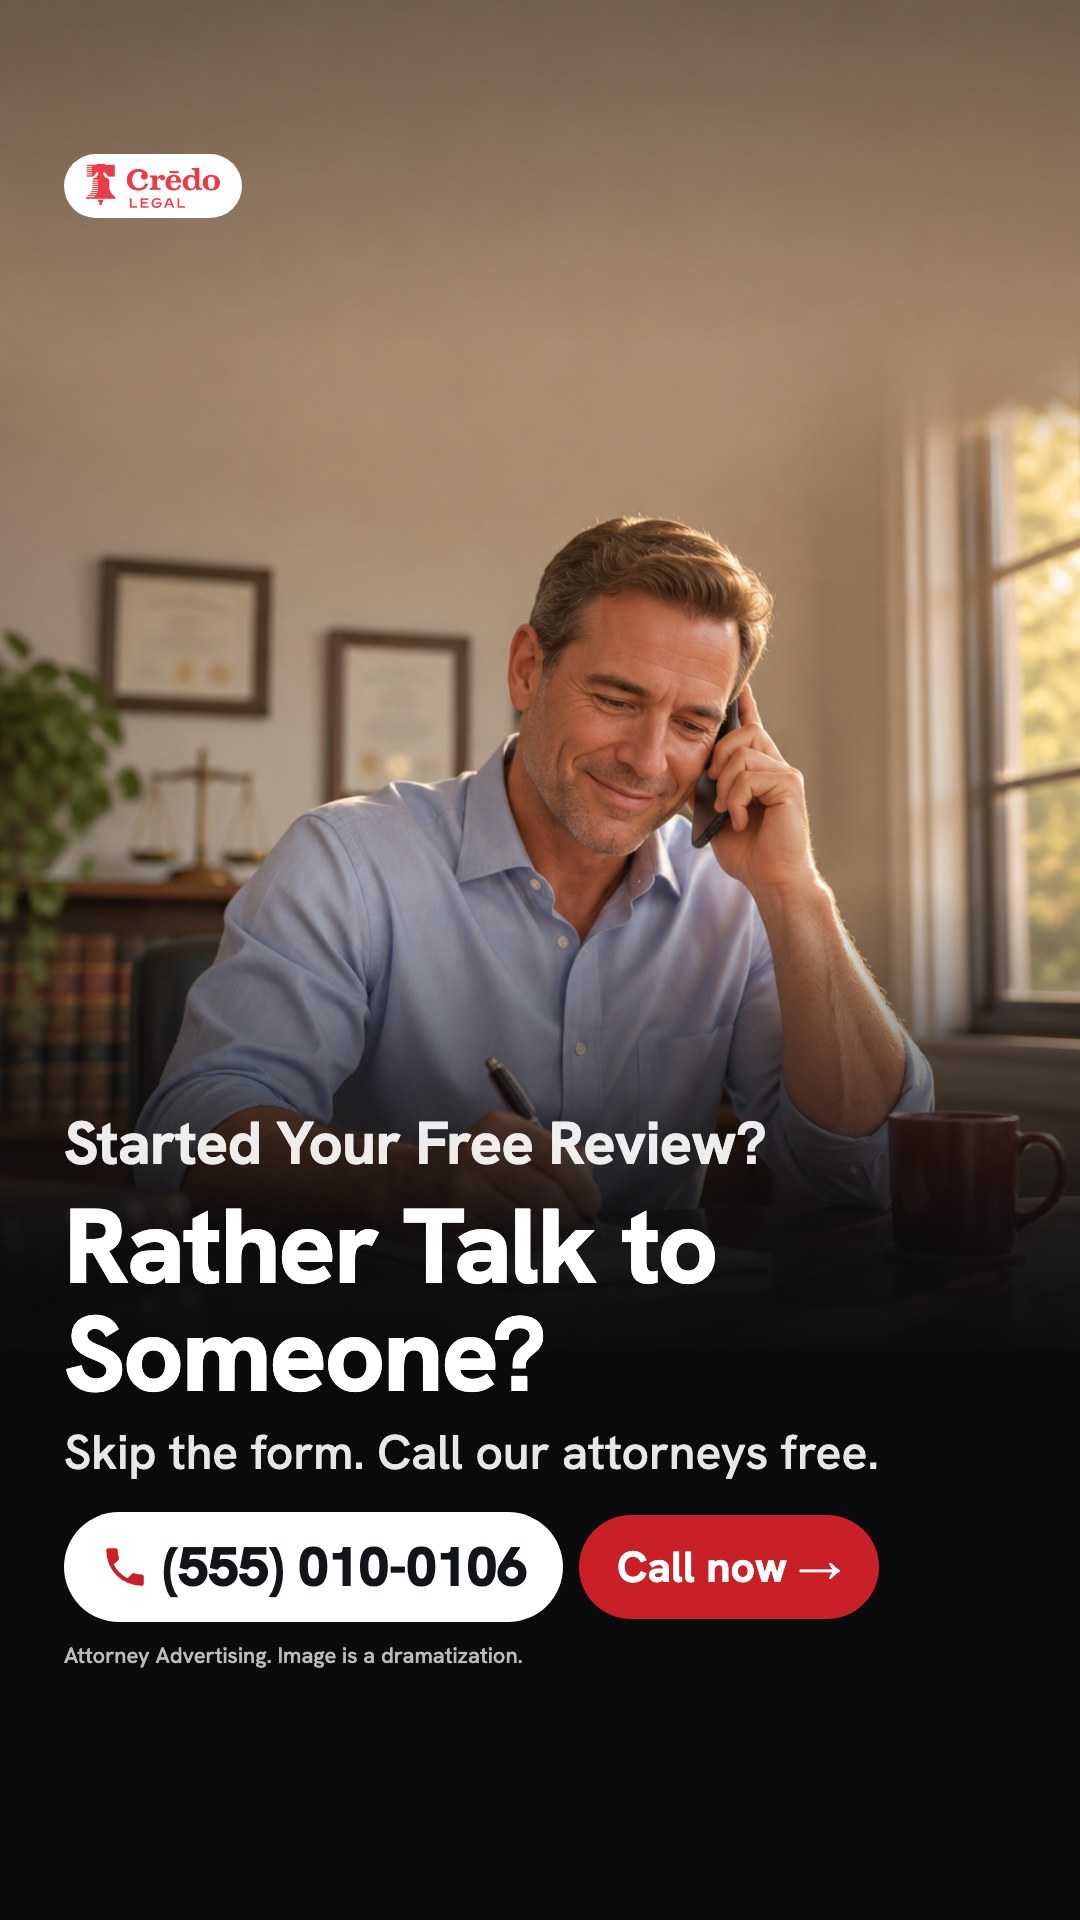 Crēdo
LEGAL
Started Your Free Review?
Rather Talk to
Someone?
Skip the form. Call our attorneys free.
(555) 010-0106
Call now →
Attorney Advertising. Image is a dramatization.